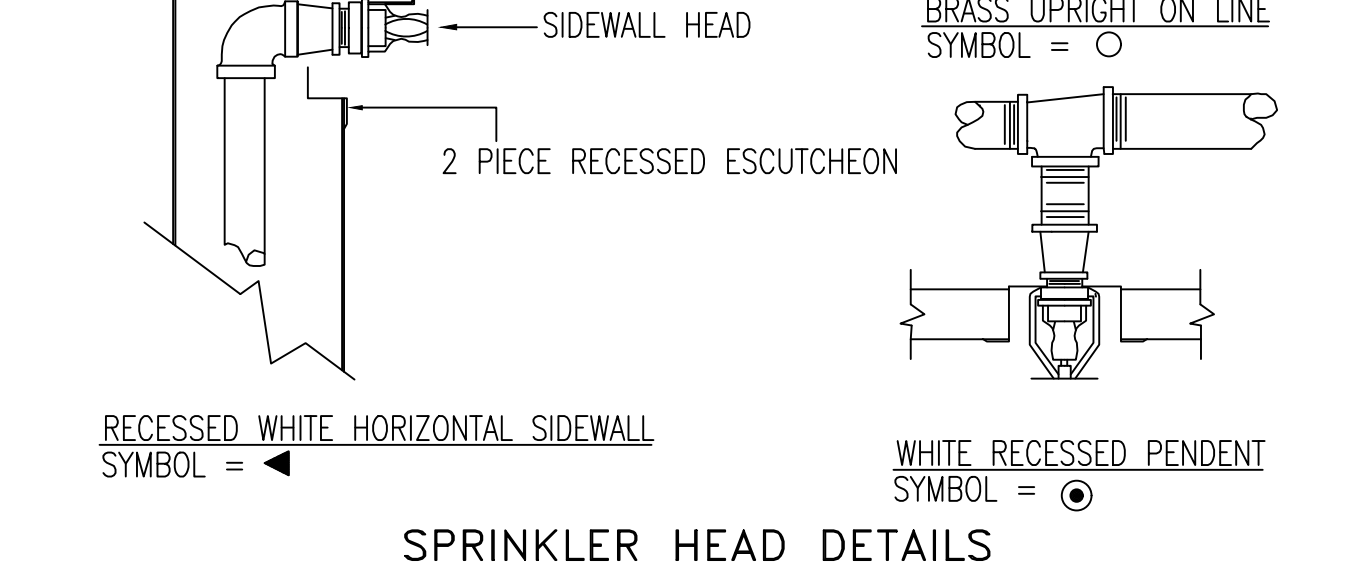 SIDEWALL HEAD
2 PIECE RECESSED ESCUTCHEON
RECESSED WHITE HORIZONTAL SIDEWALL
SYMBOL =
BRASS UPRIGHT ON LINE
SYMBOL =
WHITE RECESSED PENDENT
SYMBOL =
SPRINKLER HEAD DETAILS